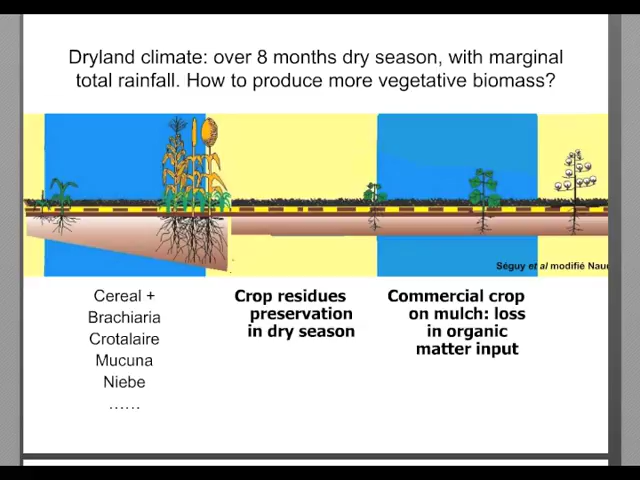 Dryland climate: over 8 months dry season, with marginal
total rainfall. How to produce more vegetative biomass?
Séguy et al modifié Nau
Cereal +
Brachiaria
Crotalaire
Mucuna
Niebe
……
Crop residues
preservation
in dry season
Commercial crop
on mulch: loss
in organic
matter input